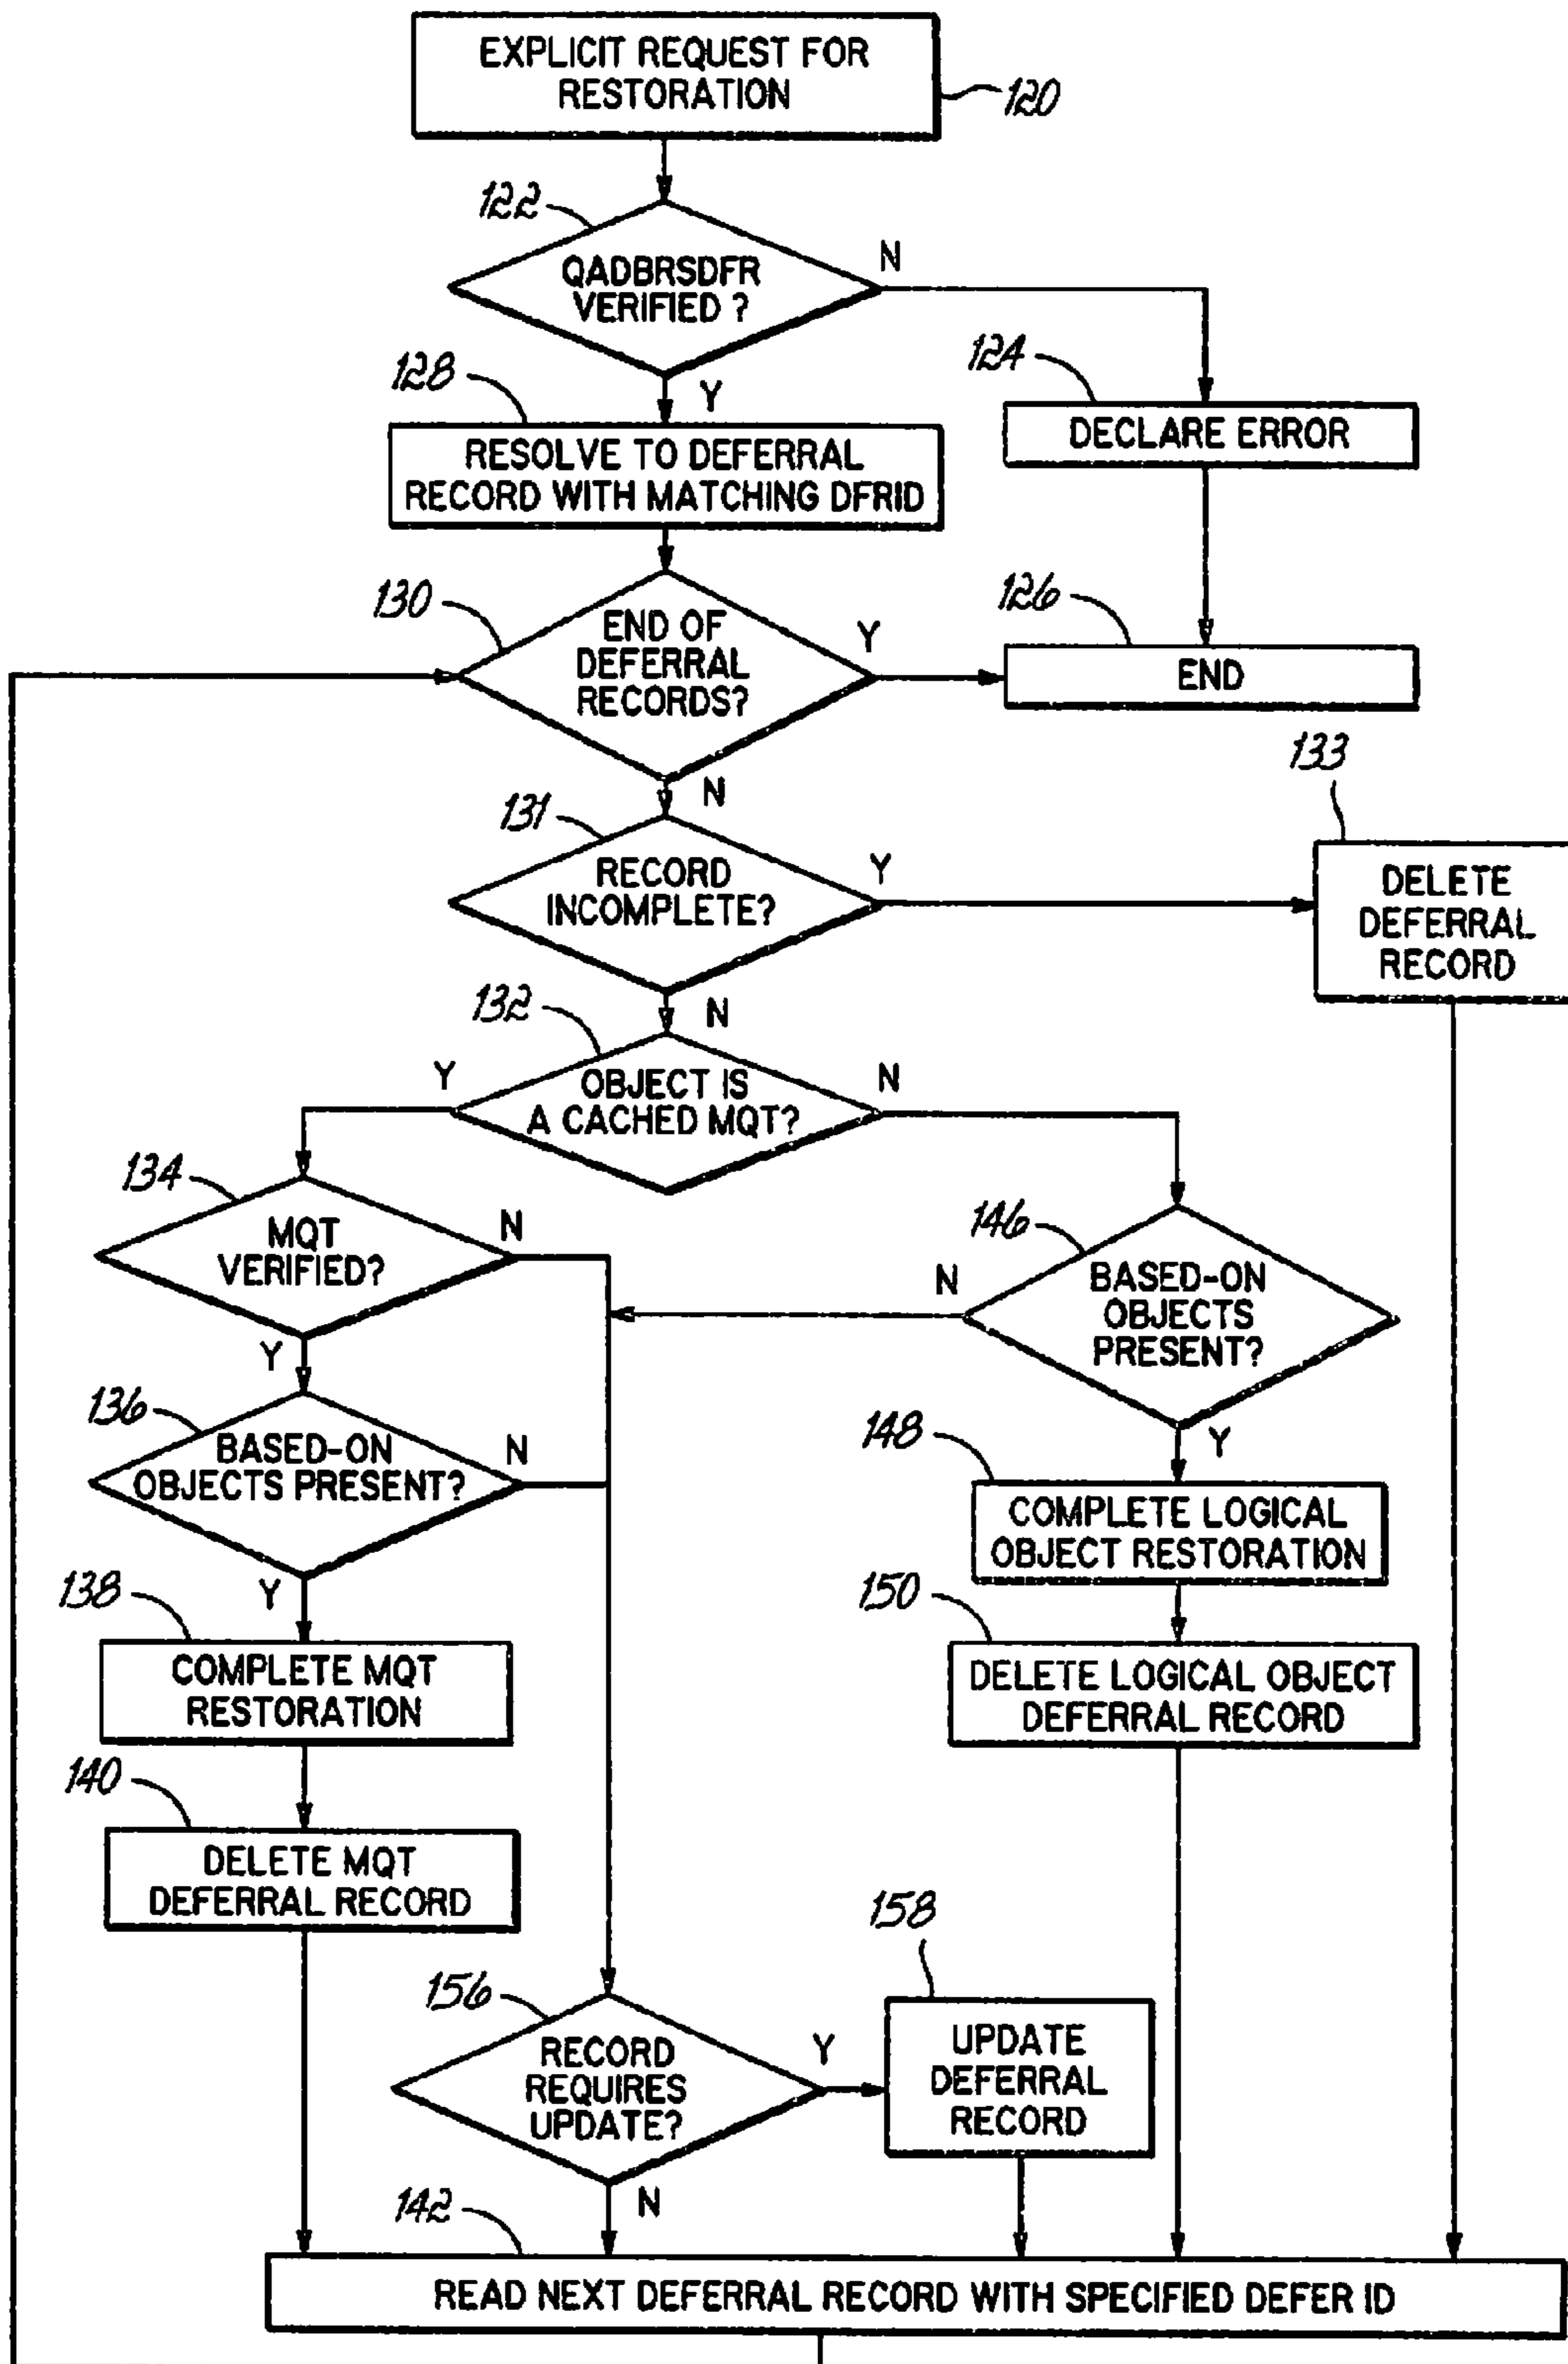 EXPLICIT REQUEST FOR
RESTORATION
120
122
QADBRSDFR
VERIFIED ?
N
Y
124
DECLARE ERROR
128
RESOLVE TO DEFERRAL
RECORD WITH MATCHING DFRID
130
END OF
DEFERRAL
RECORDS?
Y
N
126
END
131
RECORD
INCOMPLETE?
Y
N
133
DELETE
DEFERRAL
RECORD
132
OBJECT IS
A CACHED MQT?
Y
N
134
MQT
VERIFIED?
N
Y
146
BASED-ON
OBJECTS
PRESENT?
N
Y
136
BASED-ON
OBJECTS PRESENT?
N
Y
148
COMPLETE LOGICAL
OBJECT RESTORATION
138
COMPLETE MQT
RESTORATION
150
DELETE LOGICAL OBJECT
DEFERRAL RECORD
140
DELETE MQT
DEFERRAL RECORD
156
RECORD
REQUIRES
UPDATE?
Y
N
158
UPDATE
DEFERRAL
RECORD
142
READ NEXT DEFERRAL RECORD WITH SPECIFIED DEFER ID